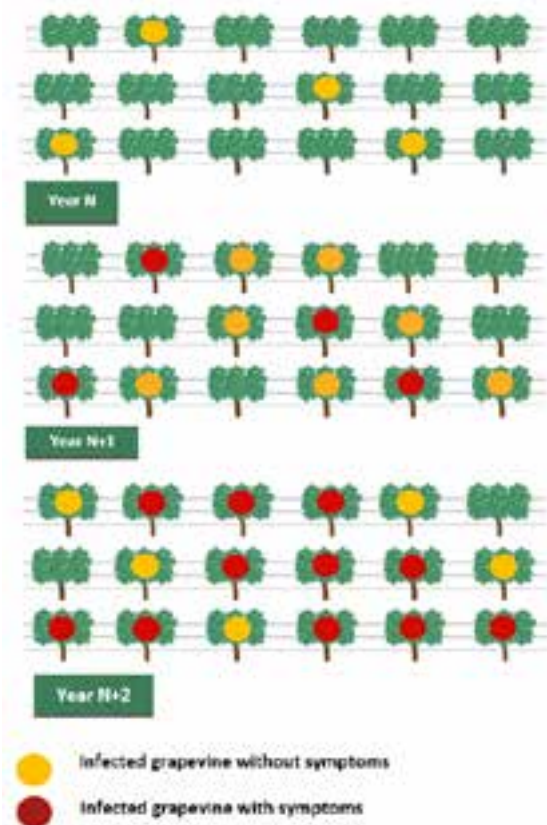 Year N
Year N+1
Year N+2
Infected grapevine without symptoms
Infected grapevine with symptoms